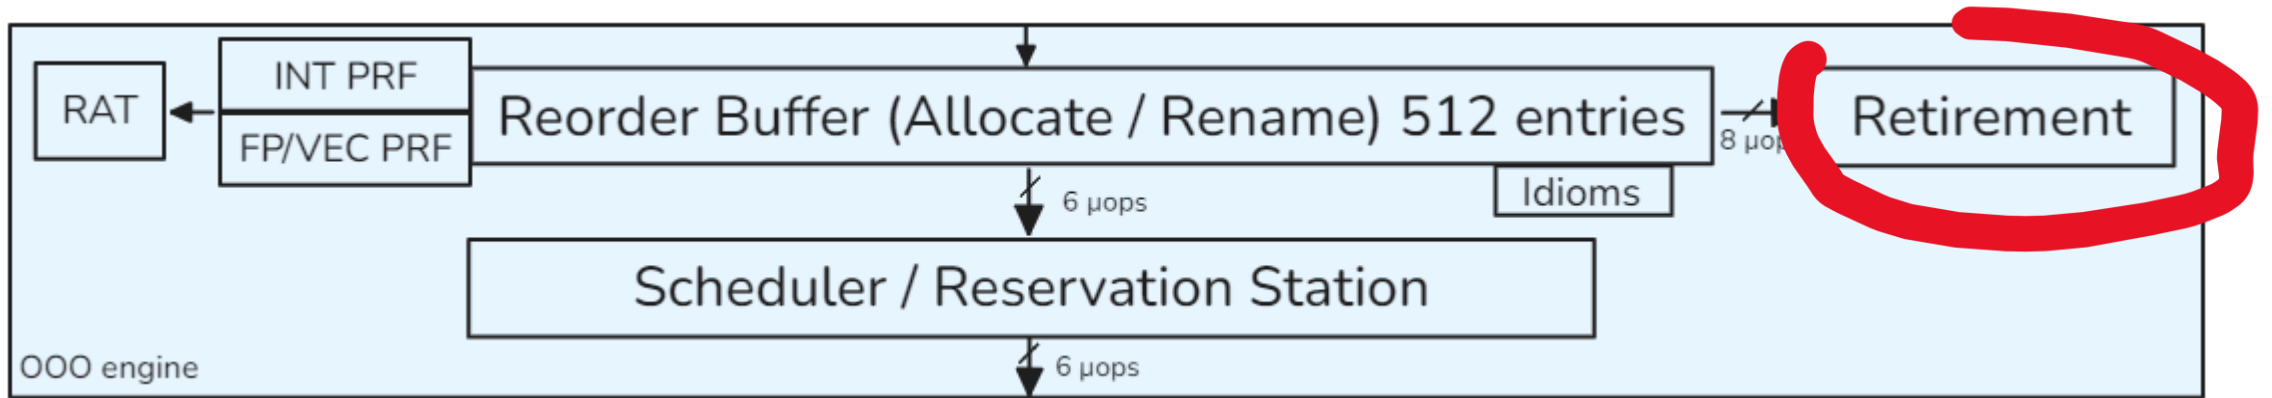 INT PRF
RAT
FP/VEC PRF
Reorder Buffer (Allocate / Rename) 512 entries
8
Retirement
Idioms
6 µops
Scheduler / Reservation Station
OOO engine
6 µops